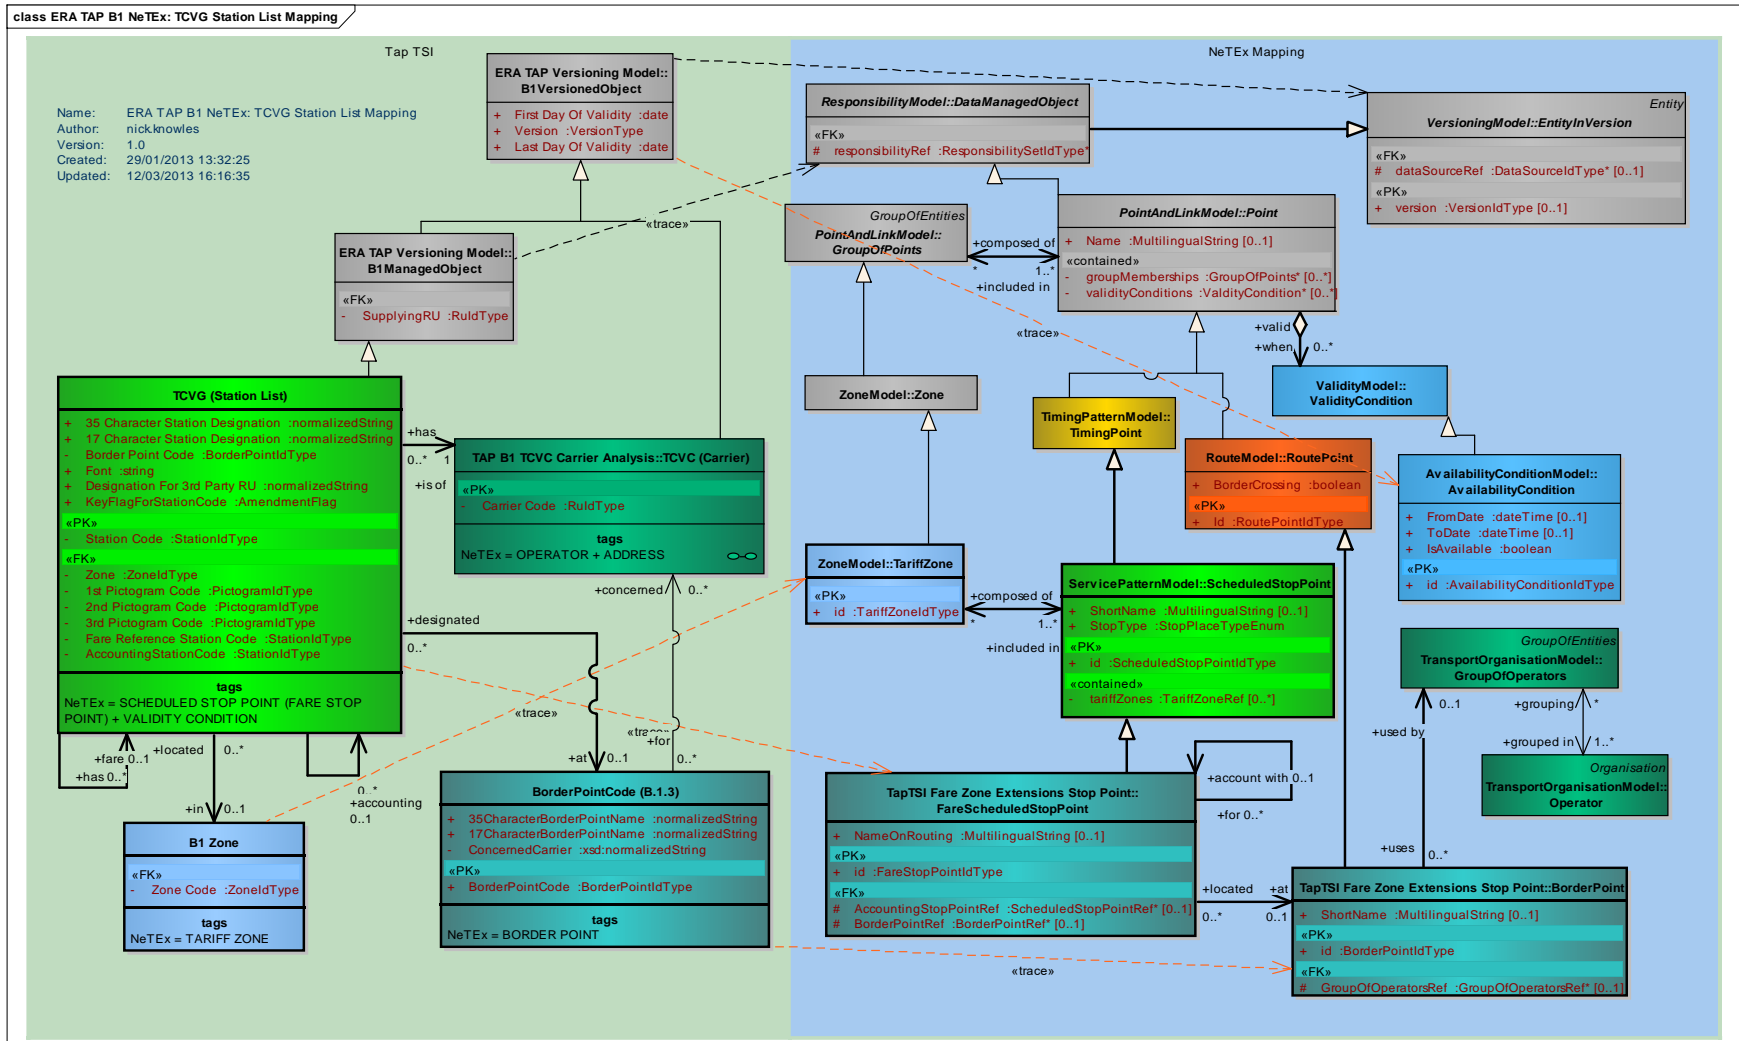 class ERA TAP B1 NeTEx: TCVG Station List Mapping
Tap TSI
NeTEx Mapping
Name: ERA TAP B1 NeTEx: TCVG Station List Mapping
Author: nick.knowles
Version: 1.0
Created: 29/01/2013 13:32:25
Updated: 12/03/2013 16:16:35
ERA TAP Versioning Model::
B1VersionedObject
+ First Day Of Validity :date
+ Version :VersionType
+ Last Day Of Validity :date
ResponsibilityModel::DataManagedObject
«FK»
# responsibilityRef :ResponsibilitySetIdType*
Entity
VersioningModel::EntityInVersion
«FK»
# dataSourceRef :DataSourceIdType* [0..1]
«PK»
+ version :VersionIdType [0..1]
«trace»
ERA TAP Versioning Model::
B1ManagedObject
«FK»
- SupplyingRU :RuIdType
GroupOfEntities
PointAndLinkModel::
GroupOfPoints
+composed of
* 1..*
+included in
PointAndLinkModel::Point
+ Name :MultilingualString [0..1]
«contained»
- groupMemberships :GroupOfPoints* [0..*]
- validityConditions :ValdityCondition* [0..*]
«trace»
+valid
+when 0..*
ValidityModel::
ValidityCondition
ZoneModel::Zone
TimingPatternModel::
TimingPoint
RouteModel::RoutePoint
+ BorderCrossing :boolean
«PK»
+ Id :RoutePointIdType
AvailabilityConditionModel::
AvailabilityCondition
+ FromDate :dateTime [0..1]
+ ToDate :dateTime [0..1]
+ IsAvailable :boolean
«PK»
+ id :AvailabilityConditionIdType
TCVG (Station List)
+ 35 Character Station Designation :normalizedString
+ 17 Character Station Designation :normalizedString
- Border Point Code :BorderPointIdType
+ Font :string
+ Designation For 3rd Party RU :normalizedString
+ KeyFlagForStationCode :AmendmentFlag
«PK»
- Station Code :StationIdType
«FK»
- Zone :ZoneIdType
- 1st Pictogram Code :PictogramIdType
- 2nd Pictogram Code :PictogramIdType
- 3rd Pictogram Code :PictogramIdType
- Fare Reference Station Code :StationIdType
- AccountingStationCode :StationIdType
tags
NeTEx = SCHEDULED STOP POINT (FARE STOP
POINT) + VALIDITY CONDITION
+has
0..* 1
+is of
TAP B1 TCVC Carrier Analysis::TCVC (Carrier)
«PK»
- Carrier Code :RuIdType
tags
NeTEx = OPERATOR + ADDRESS
+concerned 0..*
+designated
0..*
ZoneModel::TariffZone
«PK»
+ id :TariffZoneIdType
+composed of
* 1..*
+included in
ServicePatternModel::ScheduledStopPoint
+ ShortName :MultilingualString [0..1]
+ StopType :StopPlaceTypeEnum
«PK»
+ id :ScheduledStopPointIdType
«contained»
- tariffZones :TariffZoneRef [0..*]
GroupOfEntities
TransportOrganisationModel::
GroupOfOperators
0..1
+grouping *
+used by
+grouped in 1..*
Organisation
TransportOrganisationModel::
Operator
«trace»
«trace»
+for
0..*
+at 0..1
+fare 0..1
+has 0..*
+located 0..*
+in 0..1
0..*
+accounting
0..1
B1 Zone
«FK»
- Zone Code :ZoneIdType
tags
NeTEx = TARIFF ZONE
BorderPointCode (B.1.3)
+ 35CharacterBorderPointName :normalizedString
+ 17CharacterBorderPointName :normalizedString
- ConcernedCarrier :xsd:normalizedString
«PK»
+ BorderPointCode :BorderPointIdType
tags
NeTEx = BORDER POINT
TapTSI Fare Zone Extensions Stop Point::
FareScheduledStopPoint
+ NameOnRouting :MultilingualString [0..1]
«PK»
+ id :FareStopPointIdType
«FK»
# AccountingStopPointRef :ScheduledStopPointRef* [0..1]
# BorderPointRef :BorderPointRef* [0..1]
+account with 0..1
+for 0..*
+located +at
0..* 0..1
+uses 0..*
TapTSI Fare Zone Extensions Stop Point::BorderPoint
+ ShortName :MultilingualString [0..1]
«PK»
+ id :BorderPointIdType
«FK»
# GroupOfOperatorsRef :GroupOfOperatorsRef* [0..1]
«trace»